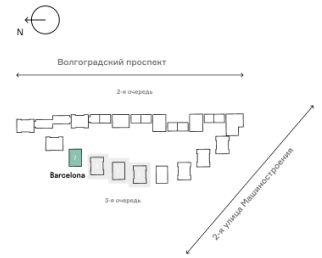 N
Волгоградский проспект
2-я очередь
Barcelona
3-я очередь
2-я улица Машиностроения